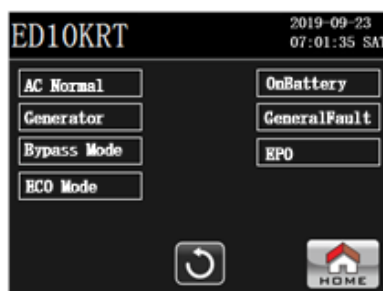 ED10KRT
2019-09-23
07:01:35 SAT
AC Normal
OnBattery
Generator
GeneralFault
Bypass Mode
EPO
ECO Mode
HOME